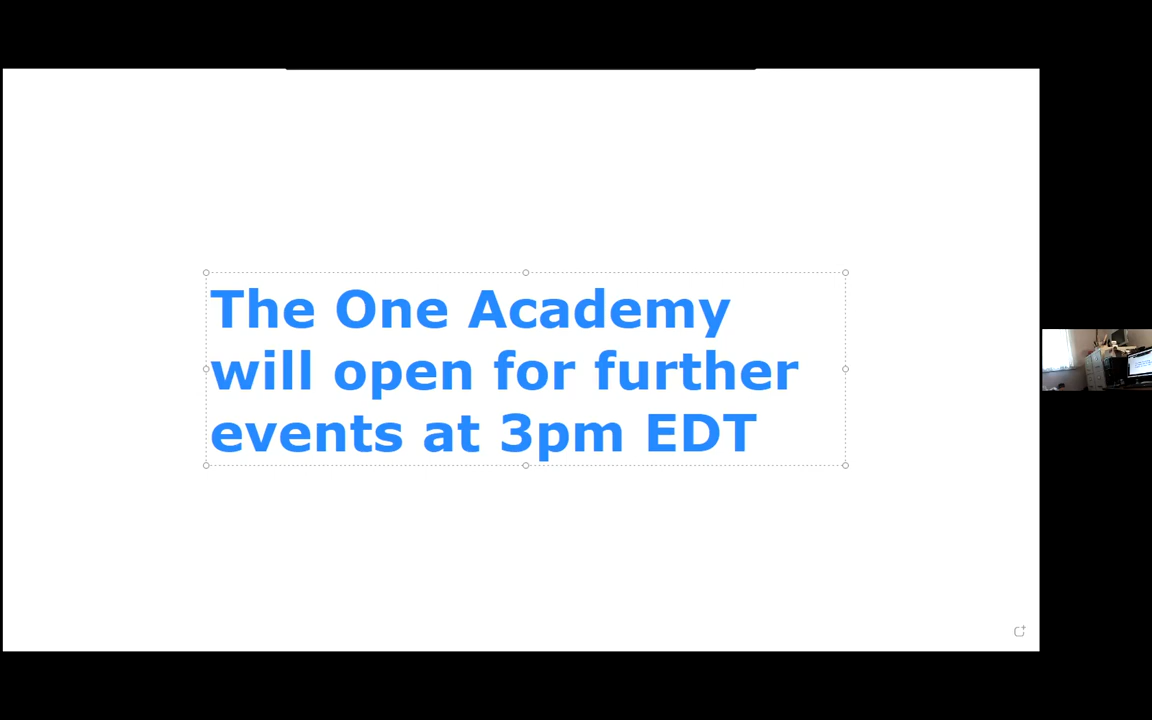 The One Academy
will open for further
events at 3pm EDT